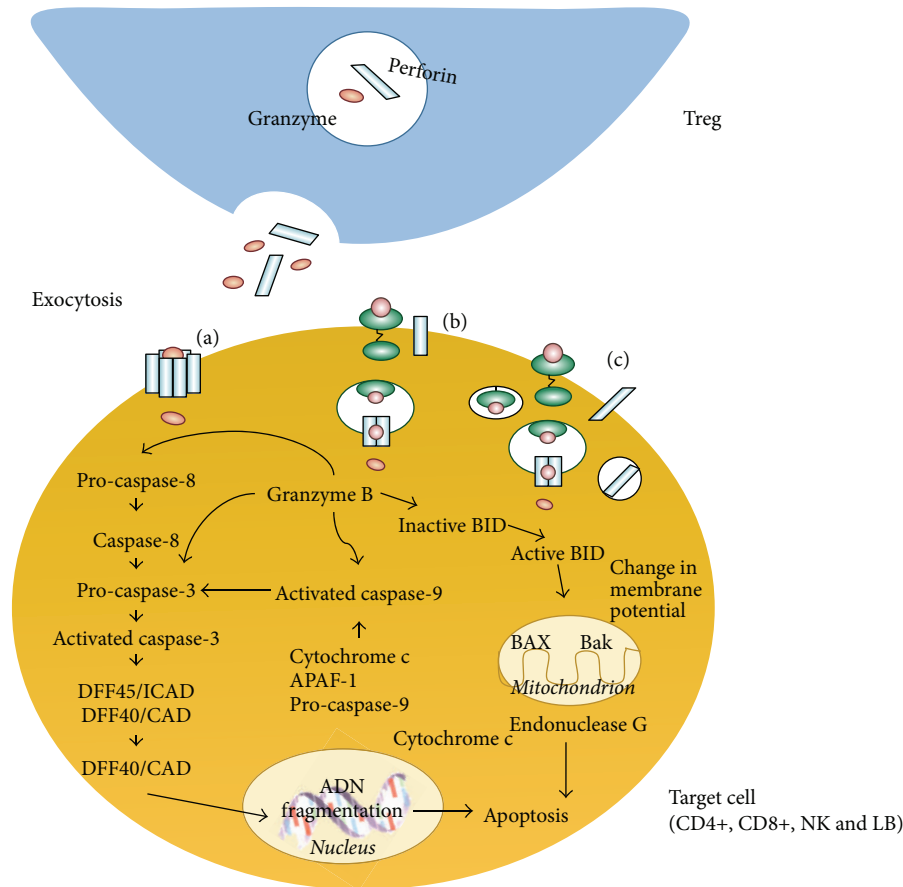 Perforin
Granzyme
Treg
Exocytosis
(a)
(b)
(c)
Pro-caspase-8
Granzyme B
Inactive BID
Caspase-8
Active BID
Change in
membrane
potential
Pro-caspase-3
Activated caspase-9
Activated caspase-3
BAX
Bak
Mitochondrion
Cytochrome c
APAF-1
Pro-caspase-9
DFF45/ICAD
DFF40/CAD
Endonuclease G
Cytochrome c
DFF40/CAD
ADN
fragmentation
Nucleus
Apoptosis
Target cell
(CD4+, CD8+, NK and LB)